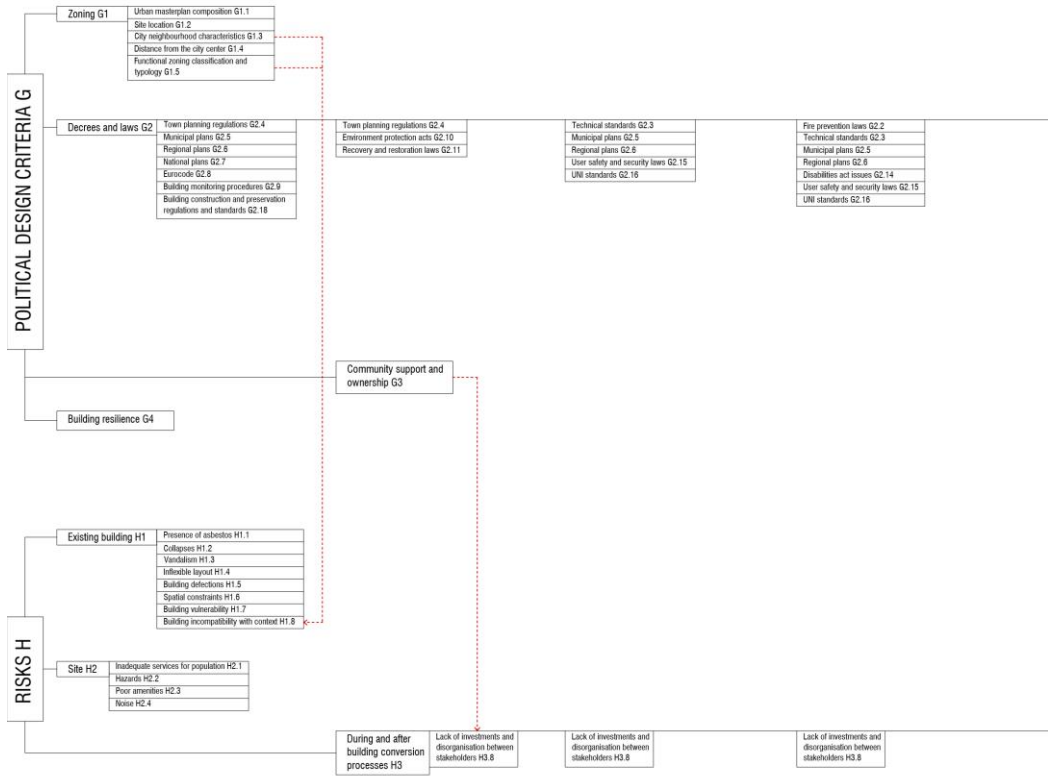 POLITICAL DESIGN CRITERIA G
Zoning G1
Urban masterplan composition G1.1
Site location G1.2
City neighbourhood characteristics G1.3
Distance from the city center G1.4
Functional zoning classification and
typology G1.5
Decrees and laws G2
Town planning regulations G2.4
Municipal plans G2.5
Regional plans G2.6
National plans G2.7
Eurocode G2.8
Building monitoring procedures G2.9
Building construction and preservation
regulations and standards G2.18
Town planning regulations G2.4
Environment protection acts G2.10
Recovery and restoration laws G2.11
Technical standards G2.3
Municipal plans G2.5
Regional plans G2.6
User safety and security laws G2.15
UNI standards G2.16
Fire prevention laws G2.2
Technical standards G2.3
Municipal plans G2.5
Regional plans G2.6
Disabilities act issues G2.14
User safety and security laws G2.15
UNI standards G2.16
Community support and
ownership G3
Building resilience G4
RISKS H
Existing building H1
Presence of asbestos H1.1
Collapses H1.2
Vandalism H1.3
Inflexible layout H1.4
Building defections H1.5
Spatial constraints H1.6
Building vulnerability H1.7
Building incompatibility with context H1.8
Site H2
Inadequate services for population H2.1
Hazards H2.2
Poor amenities H2.3
Noise H2.4
During and after
building conversion
processes H3
Lack of investments and
disorganisation between
stakeholders H3.8
Lack of investments and
disorganisation between
stakeholders H3.8
Lack of investments and
disorganisation between
stakeholders H3.8